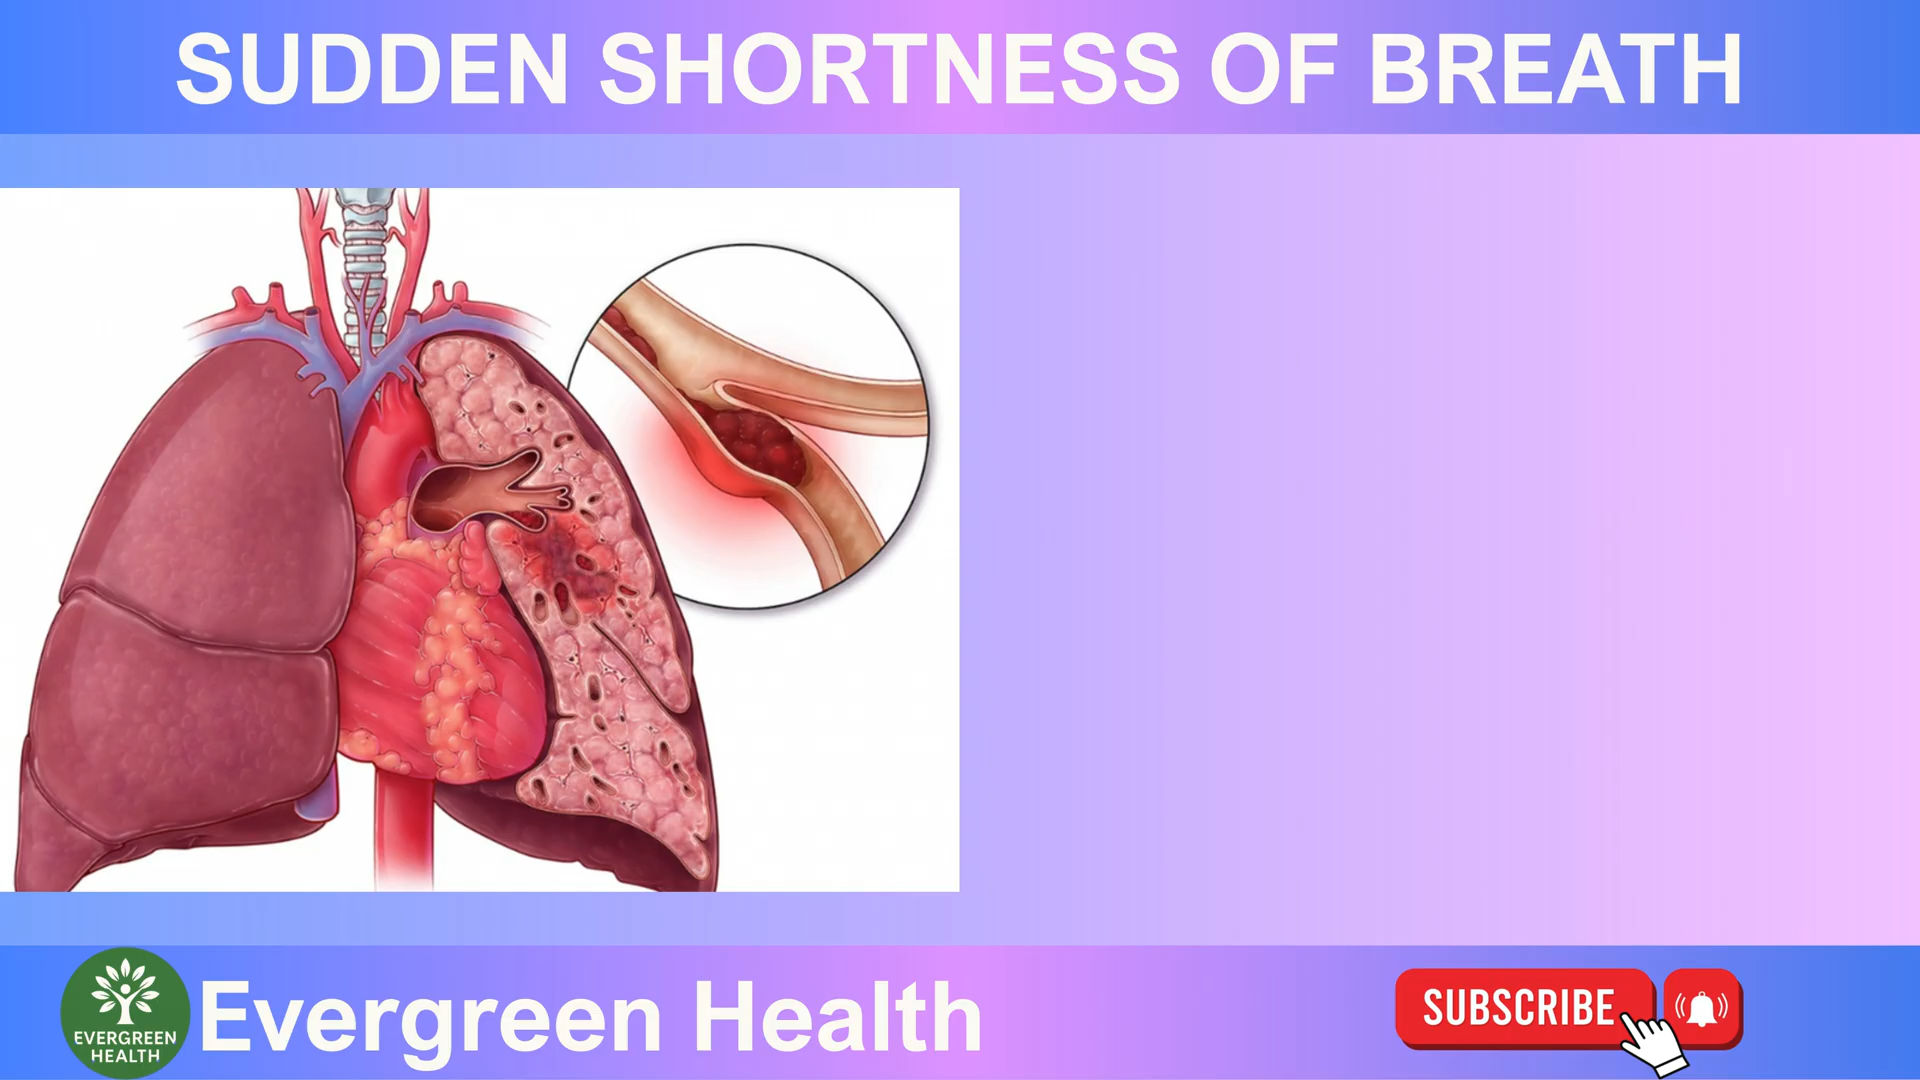 SUDDEN SHORTNESS OF BREATH
EVERGREEN
HEALTH
Evergreen Health
SUBSCRIBE